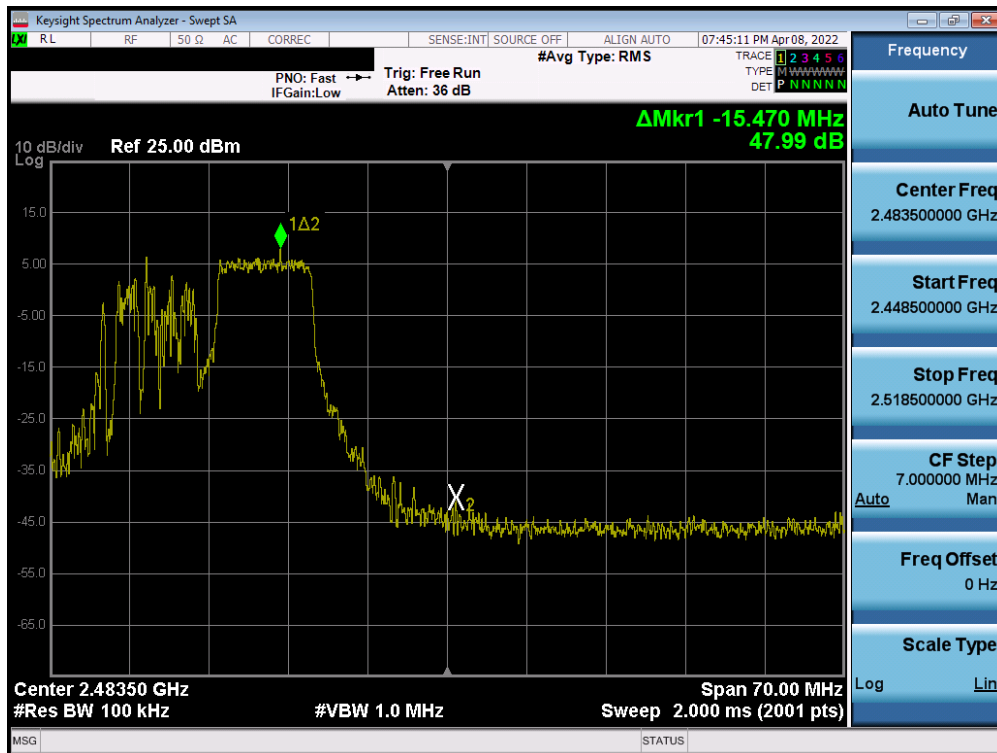 Keysight Spectrum Analyzer - Swept SA
LXI RL RF 50 Ω AC CORREC SENSE:INT SOURCE OFF ALIGN AUTO 07:45:11 PM Apr 08, 2022
#Avg Type: RMS
TRACE 1 2 3 4 5 6
TYPE M WWWWW
DET P N N N N N
PNO: Fast
IFGain:Low
Trig: Free Run
Atten: 36 dB
ΔMkr1 -15.470 MHz
47.99 dB
10 dB/div Ref 25.00 dBm
Log
15.0
5.00
-5.00
-15.0
-25.0
-35.0
-45.0
-55.0
-65.0
1Δ2
X2
Center 2.48350 GHz
Span 70.00 MHz
#Res BW 100 kHz
#VBW 1.0 MHz
Sweep 2.000 ms (2001 pts)
MSG
STATUS
Frequency
Auto Tune
Center Freq
2.483500000 GHz
Start Freq
2.448500000 GHz
Stop Freq
2.518500000 GHz
CF Step
7.000000 MHz
Auto Man
Freq Offset
0 Hz
Scale Type
Log Lin